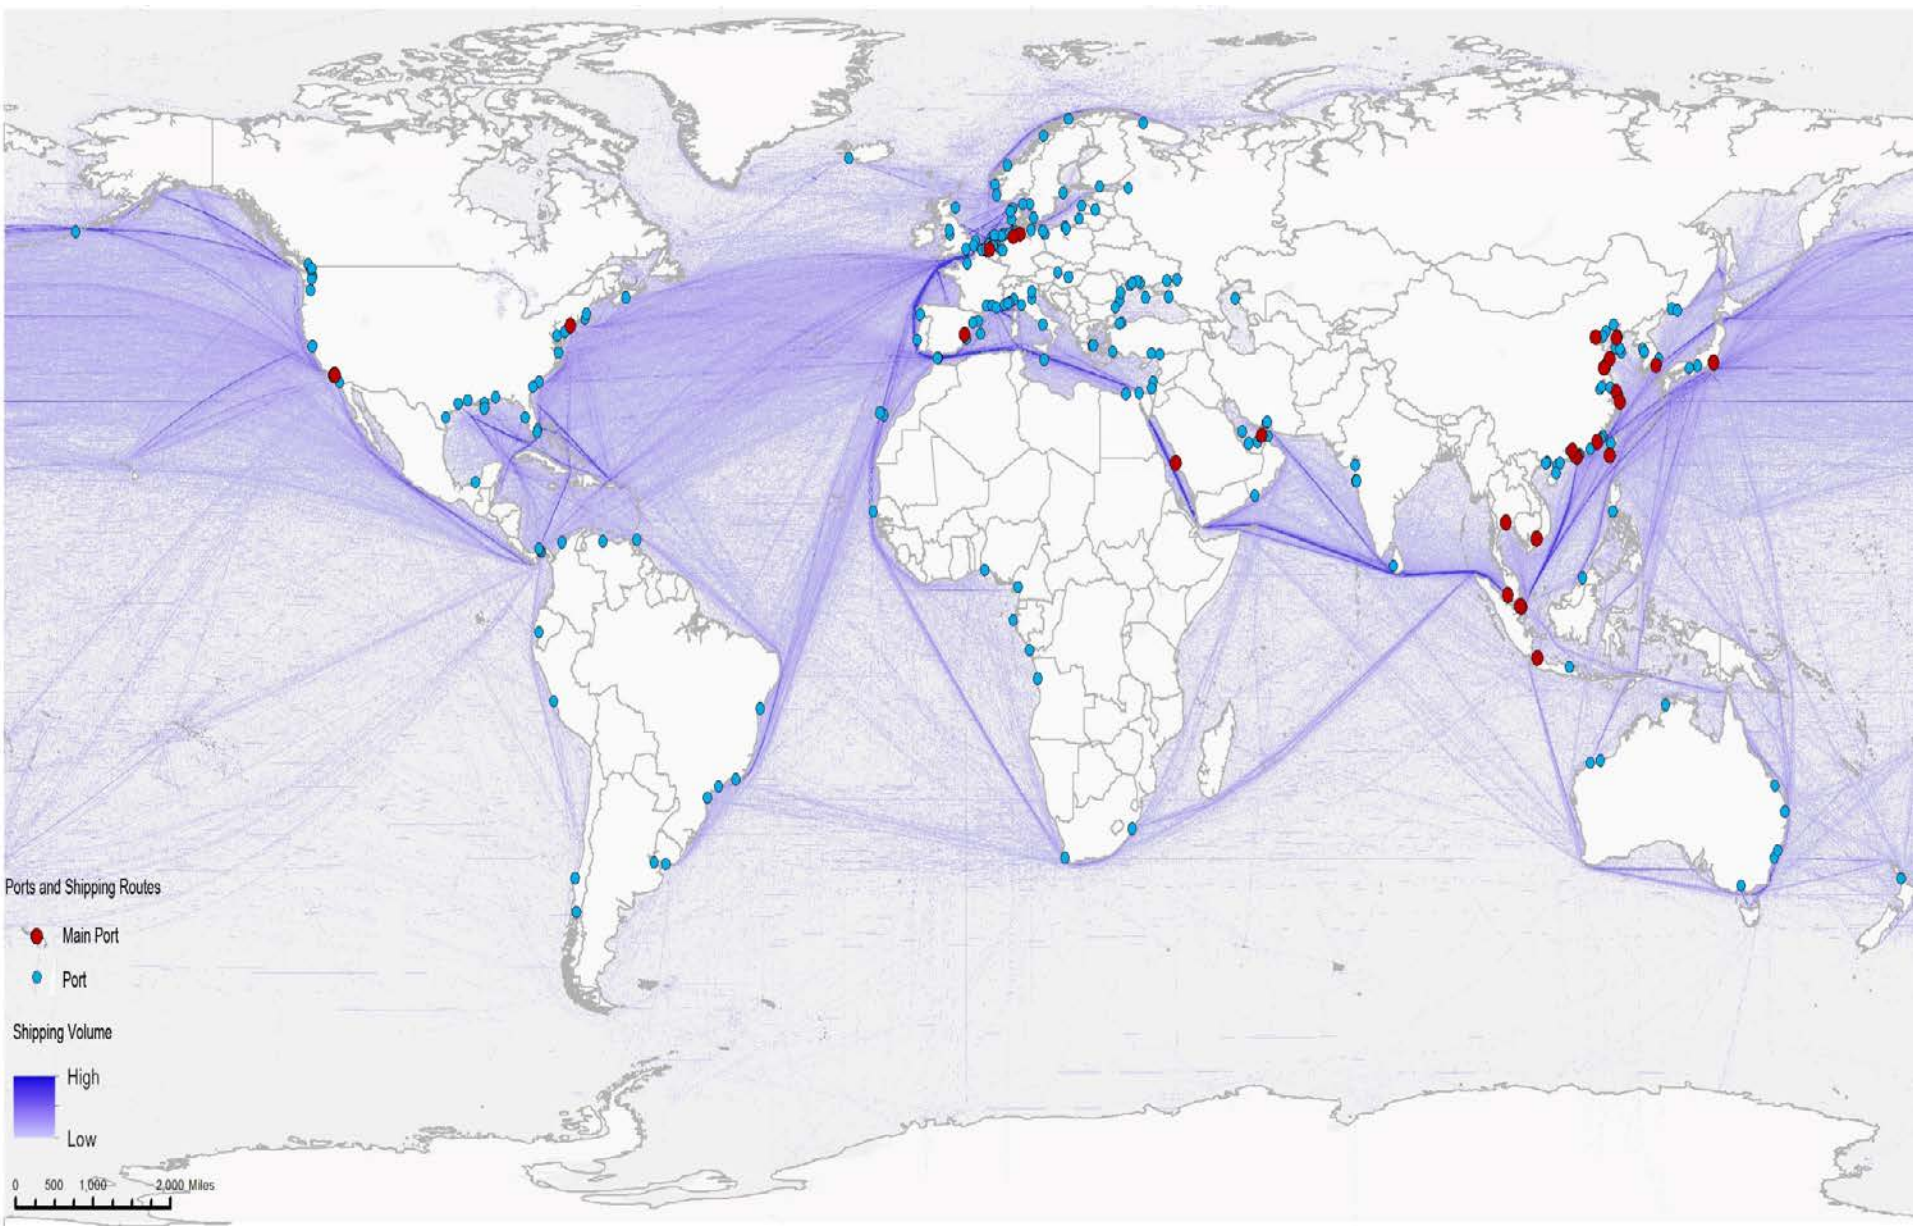 Ports and Shipping Routes
Main Port
Port
Shipping Volume
High
Low
0 500 1,000 2,000 Miles